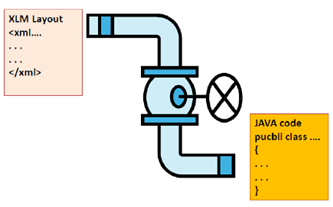 XLM Layout
<xml....
. . .
. . .
</xml>
JAVA code
pucbli class ....
{
. . .
. . .
}